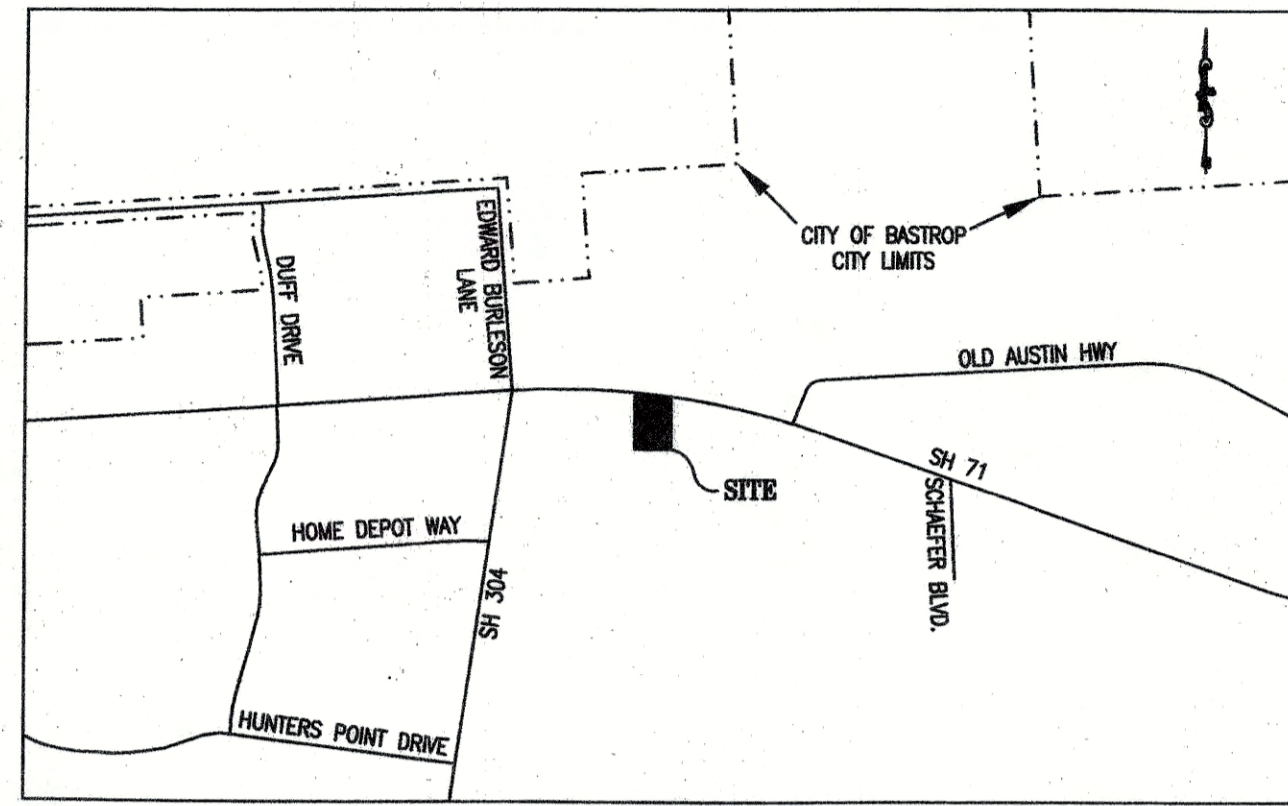 CITY OF BASTROP
CITY LIMITS
EDWARD BURLESON
LANE
DUFF DRIVE
OLD AUSTIN HWY
SH 71
SCHAEFER BLVD.
SITE
HOME DEPOT WAY
SH 304
HUNTERS POINT DRIVE